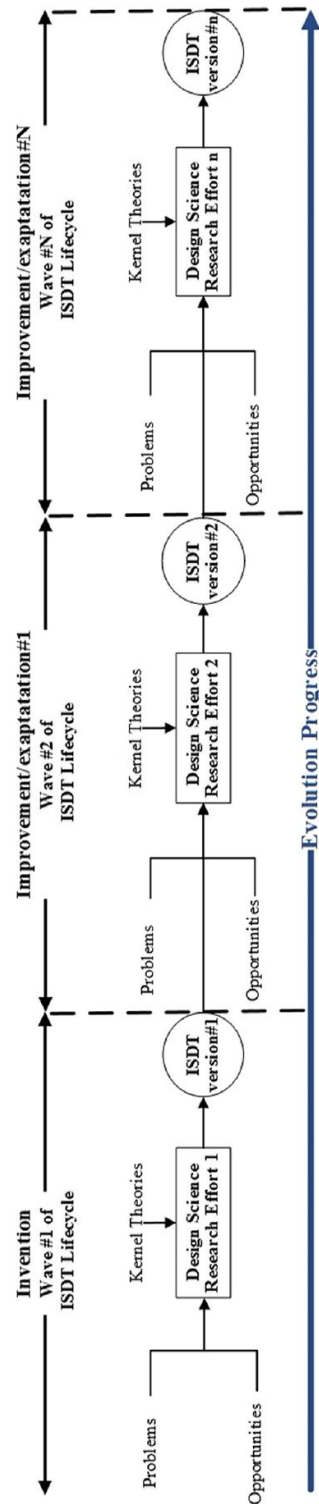 Invention
Wave #1 of
ISDT Lifecycle
Problems
Opportunities
Kernel Theories
Design Science
Research Effort 1
ISDT
version#1
Improvement/exaptatation#1
Wave #2 of
ISDT Lifecycle
Problems
Opportunities
Kernel Theories
Design Science
Research Effort 2
ISDT
version#2
Improvement/exaptatation#N
Wave #N of
ISDT Lifecycle
Problems
Opportunities
Kernel Theories
Design Science
Research Effort n
ISDT
version#n
Evolution Progress